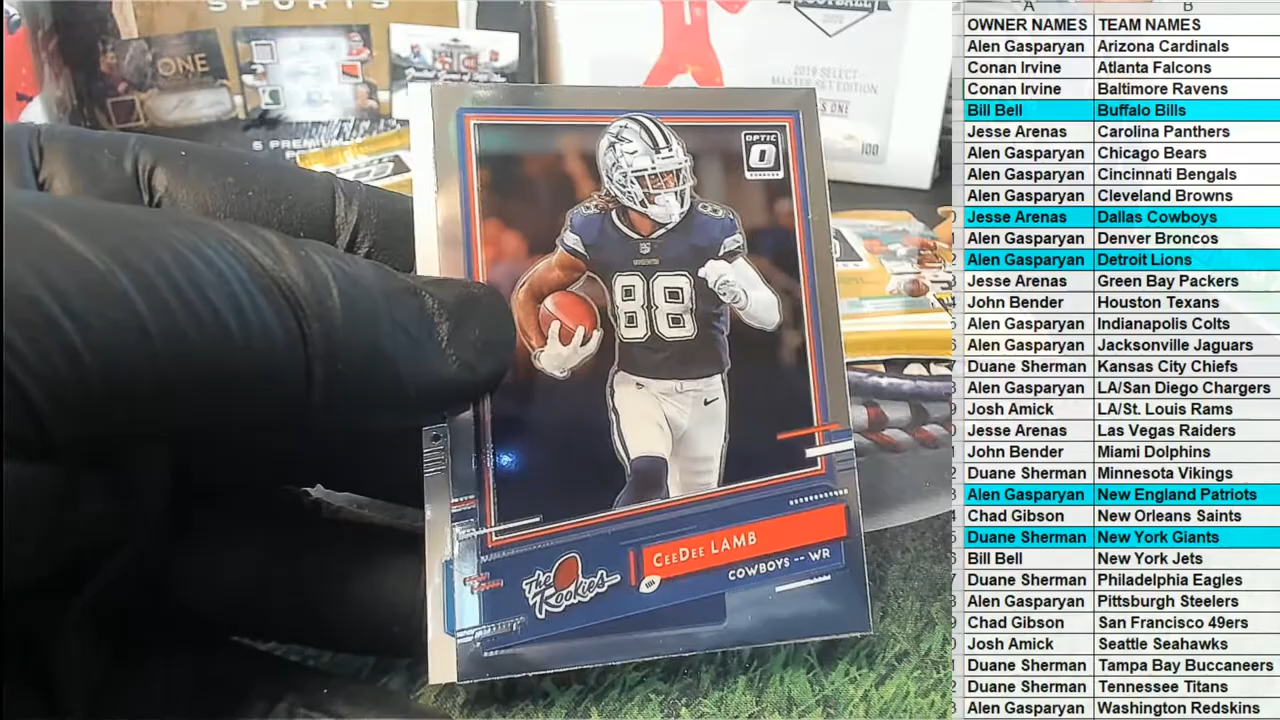 SPORTS
ONE
5 PREMIUM
FOOTBALL
2019 SELECT
MASTER SET EDITION
OPTIC
88
CEEDEE LAMB
COWBOYS -- WR
The Rookies
A B
OWNER NAMES TEAM NAMES
Alen Gasparyan Arizona Cardinals
Conan Irvine Atlanta Falcons
Conan Irvine Baltimore Ravens
Bill Bell Buffalo Bills
Jesse Arenas Carolina Panthers
Alen Gasparyan Chicago Bears
Alen Gasparyan Cincinnati Bengals
Alen Gasparyan Cleveland Browns
Jesse Arenas Dallas Cowboys
Alen Gasparyan Denver Broncos
Alen Gasparyan Detroit Lions
Jesse Arenas Green Bay Packers
John Bender Houston Texans
Alen Gasparyan Indianapolis Colts
Alen Gasparyan Jacksonville Jaguars
Duane Sherman Kansas City Chiefs
Alen Gasparyan LA/San Diego Chargers
Josh Amick LA/St. Louis Rams
Jesse Arenas Las Vegas Raiders
John Bender Miami Dolphins
Duane Sherman Minnesota Vikings
Alen Gasparyan New England Patriots
Chad Gibson New Orleans Saints
Duane Sherman New York Giants
Bill Bell New York Jets
Duane Sherman Philadelphia Eagles
Alen Gasparyan Pittsburgh Steelers
Chad Gibson San Francisco 49ers
Josh Amick Seattle Seahawks
Duane Sherman Tampa Bay Buccaneers
Duane Sherman Tennessee Titans
Alen Gasparyan Washington Redskins